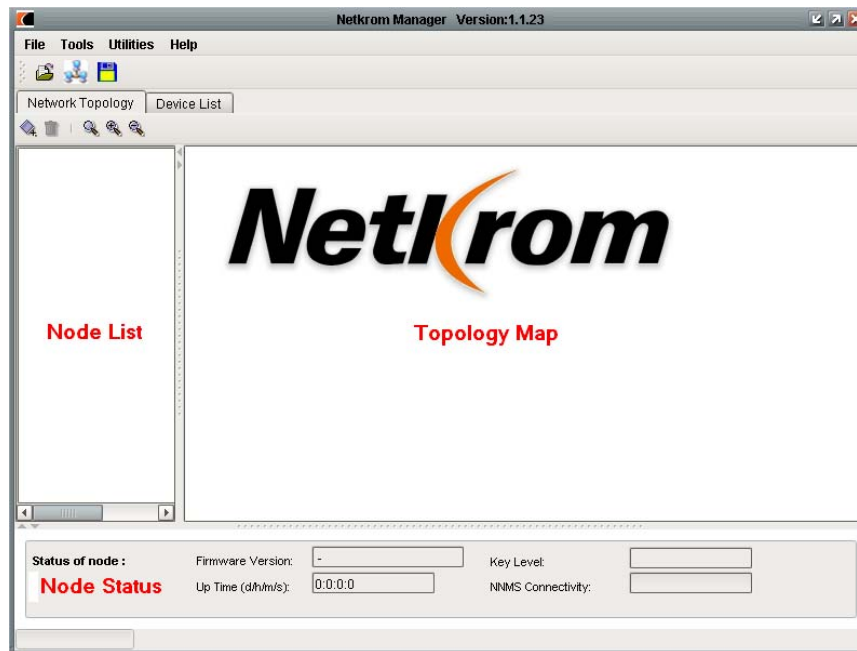 Netkrom Manager Version:1.1.23
File Tools Utilities Help
Network Topology Device List
Netkrom
Node List
Topology Map
Status of node : Firmware Version: - Key Level:
Node Status Up Time (d/h/m/s): 0:0:0:0 NNMS Connectivity: